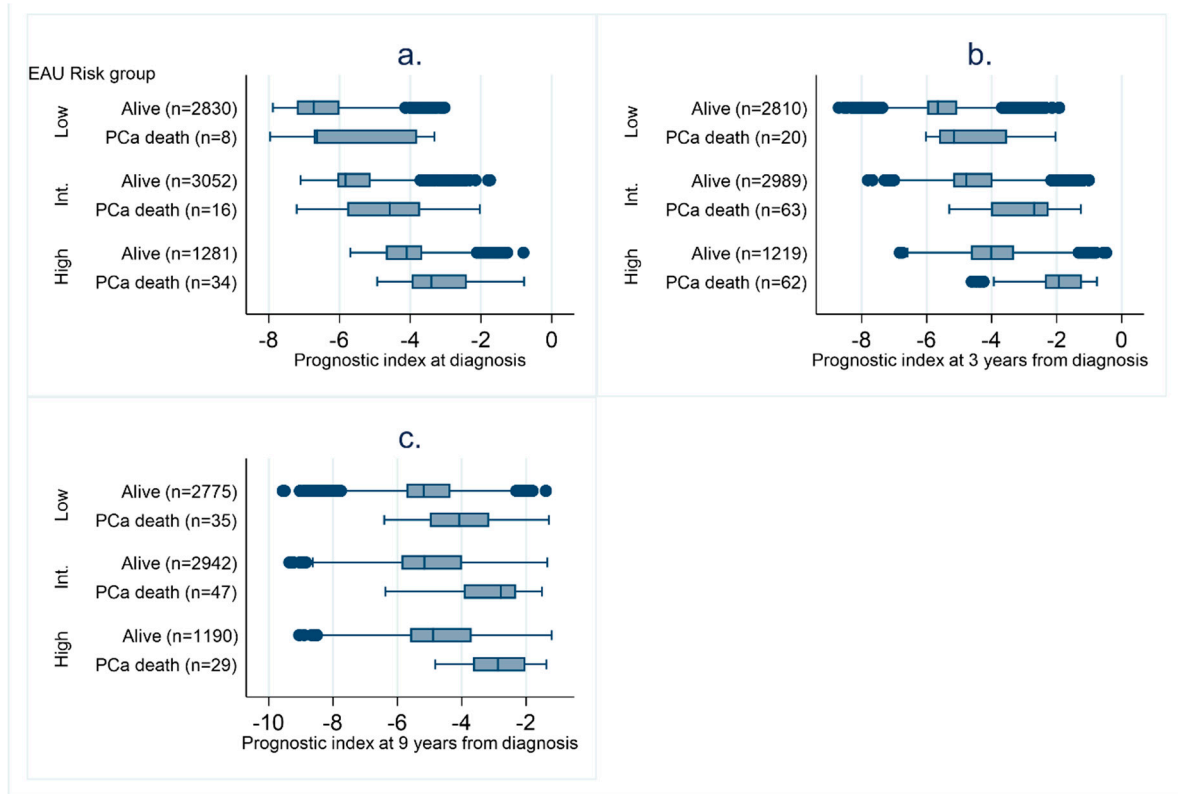 a.
EAU Risk group
Low
Alive (n=2830)
PCa death (n=8)
Int.
Alive (n=3052)
PCa death (n=16)
High
Alive (n=1281)
PCa death (n=34)
-8 -6 -4 -2 0
Prognostic index at diagnosis
b.
Low
Alive (n=2810)
PCa death (n=20)
Int.
Alive (n=2989)
PCa death (n=63)
High
Alive (n=1219)
PCa death (n=62)
-8 -6 -4 -2 0
Prognostic index at 3 years from diagnosis
c.
Low
Alive (n=2775)
PCa death (n=35)
Int.
Alive (n=2942)
PCa death (n=47)
High
Alive (n=1190)
PCa death (n=29)
-10 -8 -6 -4 -2
Prognostic index at 9 years from diagnosis